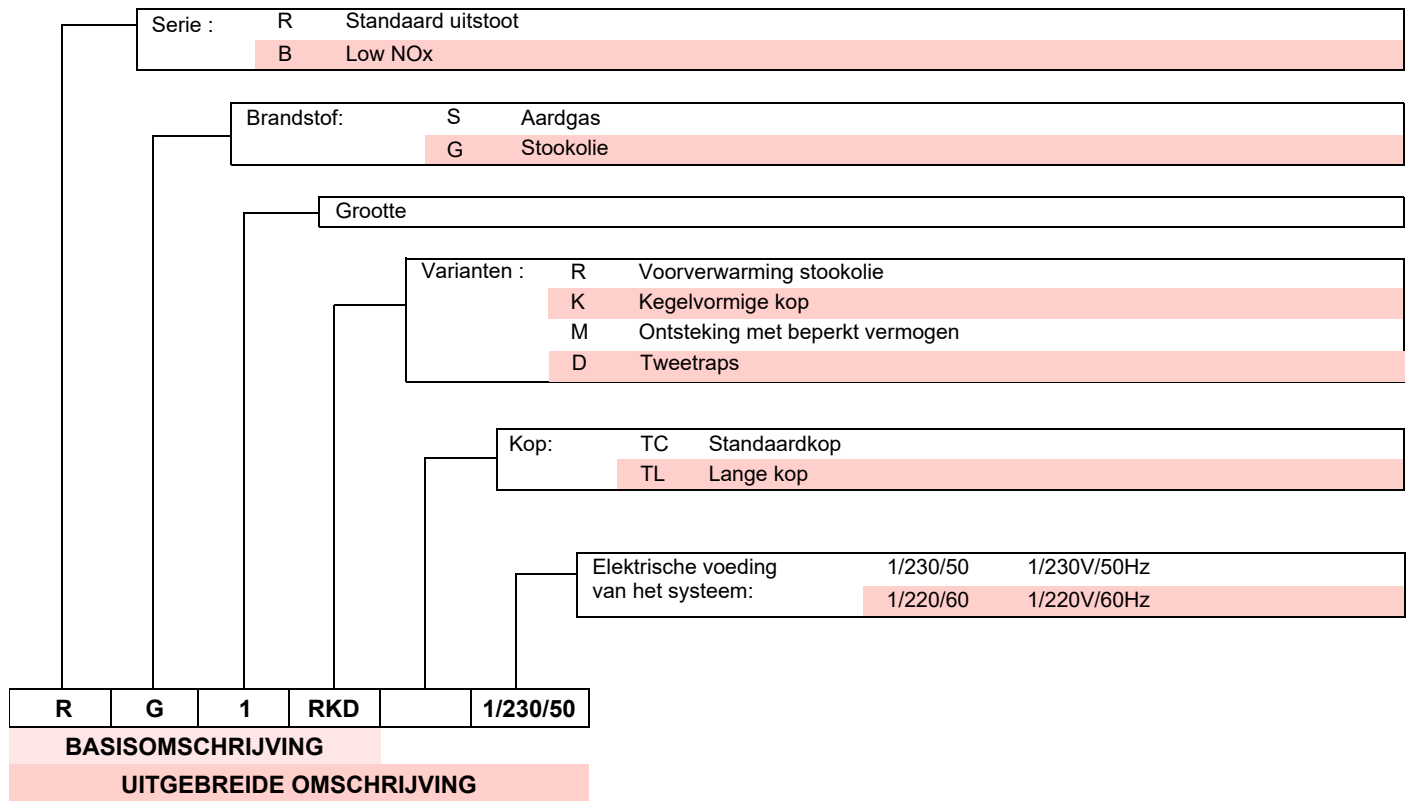 Serie : R Standaard uitstoot
B Low NOx
Brandstof: S Aardgas
G Stookolie
Grootte
Varianten : R Voorverwarming stookolie
K Kegelvormige kop
M Ontsteking met beperkt vermogen
D Tweetraps
Kop: TC Standaardkop
TL Lange kop
Elektrische voeding 1/230/50 1/230V/50Hz
van het systeem: 1/220/60 1/220V/60Hz
R G 1 RKD 1/230/50
BASISOMSCHRIJVING
UITGEBREIDE OMSCHRIJVING